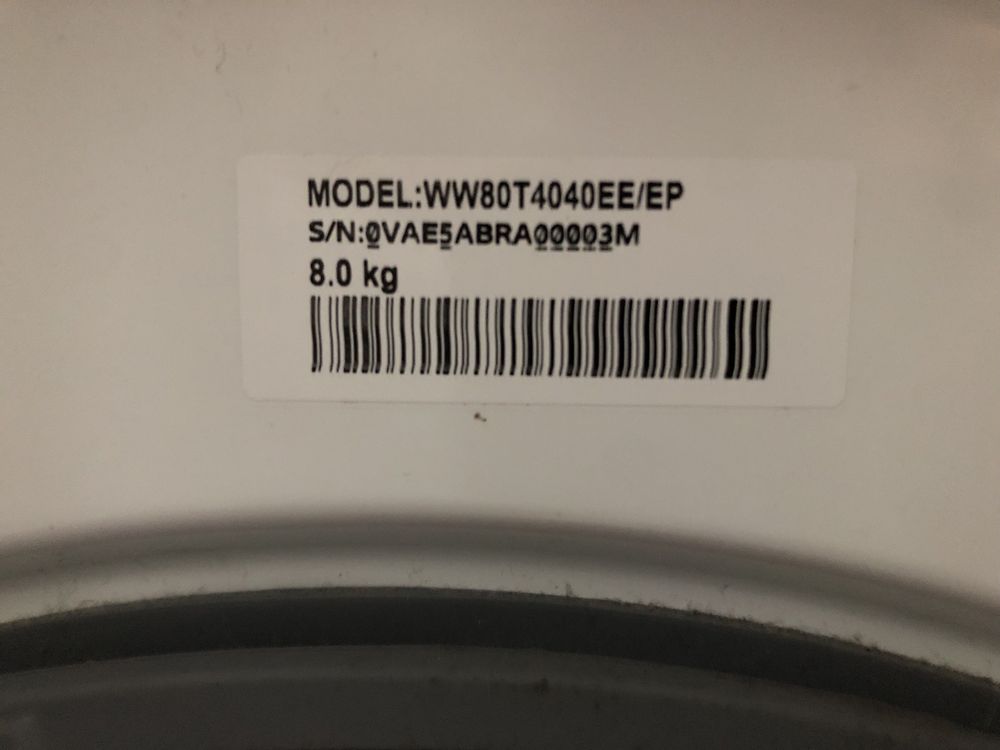 MODEL:WW80T4040EE/EP
S/N:0VAE5ABRA00003M
8.0 kg